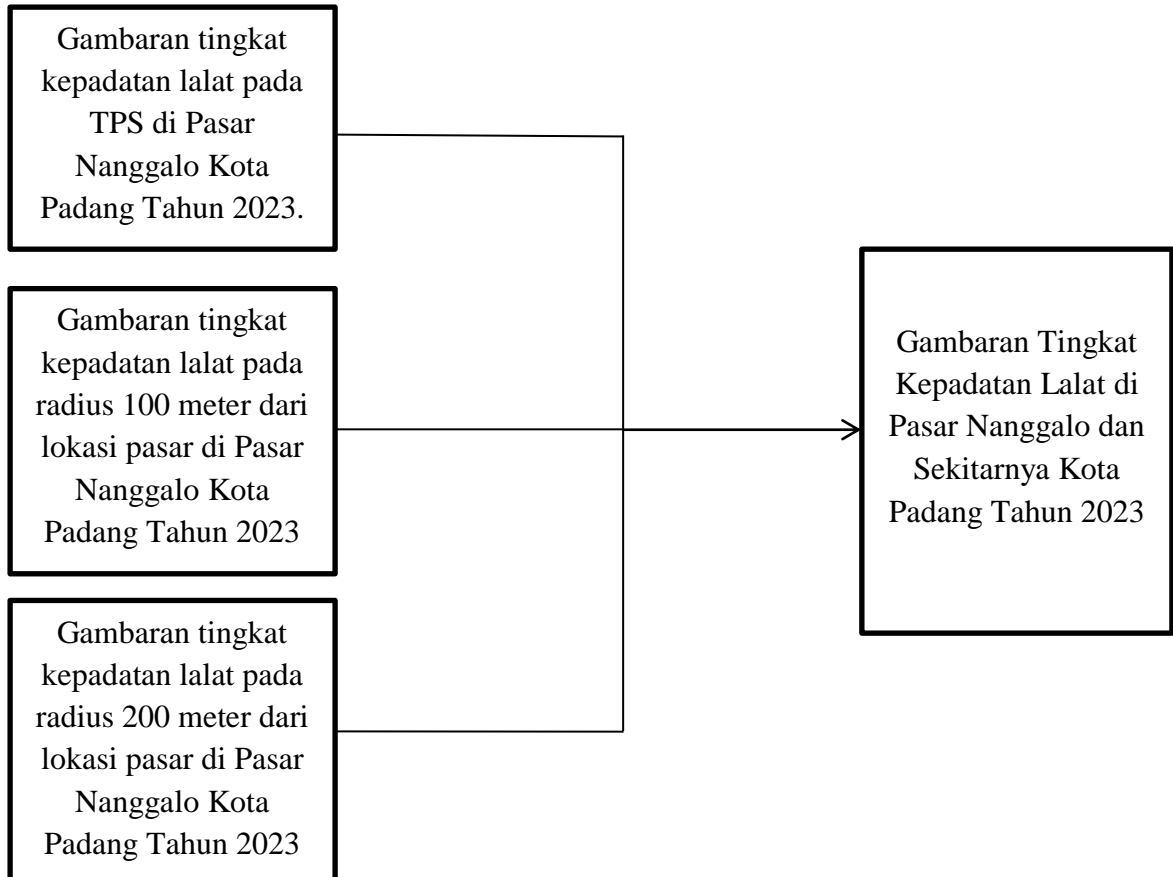 Gambaran tingkat
kepadatan lalat pada
TPS di Pasar
Nanggalo Kota
Padang Tahun 2023.
Gambaran tingkat
kepadatan lalat pada
radius 100 meter dari
lokasi pasar di Pasar
Nanggalo Kota
Padang Tahun 2023
Gambaran tingkat
kepadatan lalat pada
radius 200 meter dari
lokasi pasar di Pasar
Nanggalo Kota
Padang Tahun 2023
Gambaran Tingkat
Kepadatan Lalat di
Pasar Nanggalo dan
Sekitarnya Kota
Padang Tahun 2023